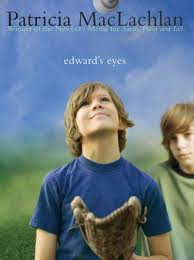 Patricia MacLachlan
Winner of the Newbery Medal for Sarah, Plain and Tall
edward's eyes